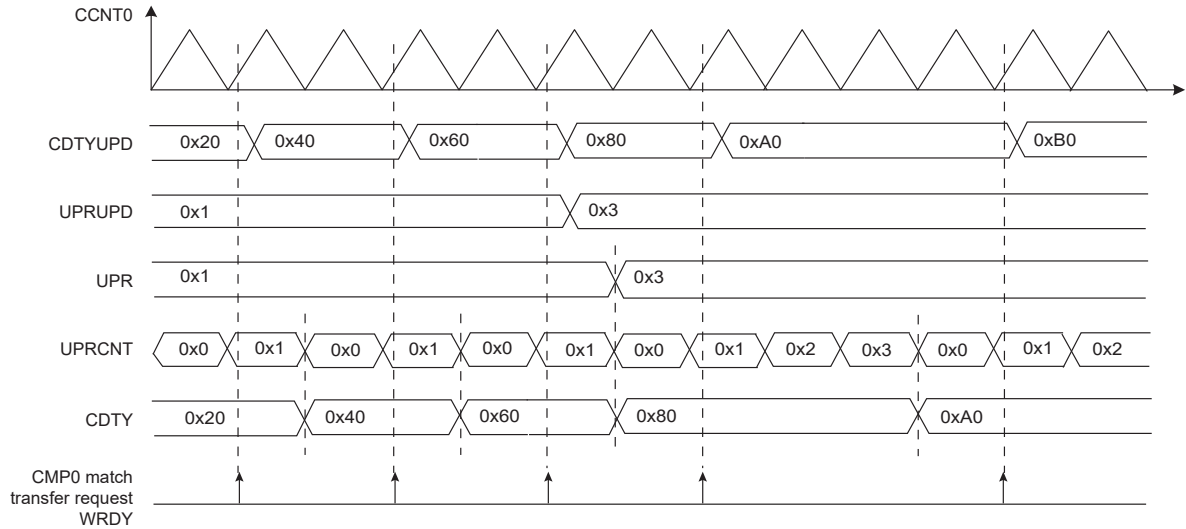 CCNT0
CDTYUPD 0x20 0x40 0x60 0x80 0xA0 0xB0
UPRUPD 0x1 0x3
UPR 0x1 0x3
UPRCNT 0x0 0x1 0x0 0x1 0x0 0x1 0x0 0x1 0x2 0x3 0x0 0x1 0x2
CDTY 0x20 0x40 0x60 0x80 0xA0
CMP0 match
transfer request
WRDY